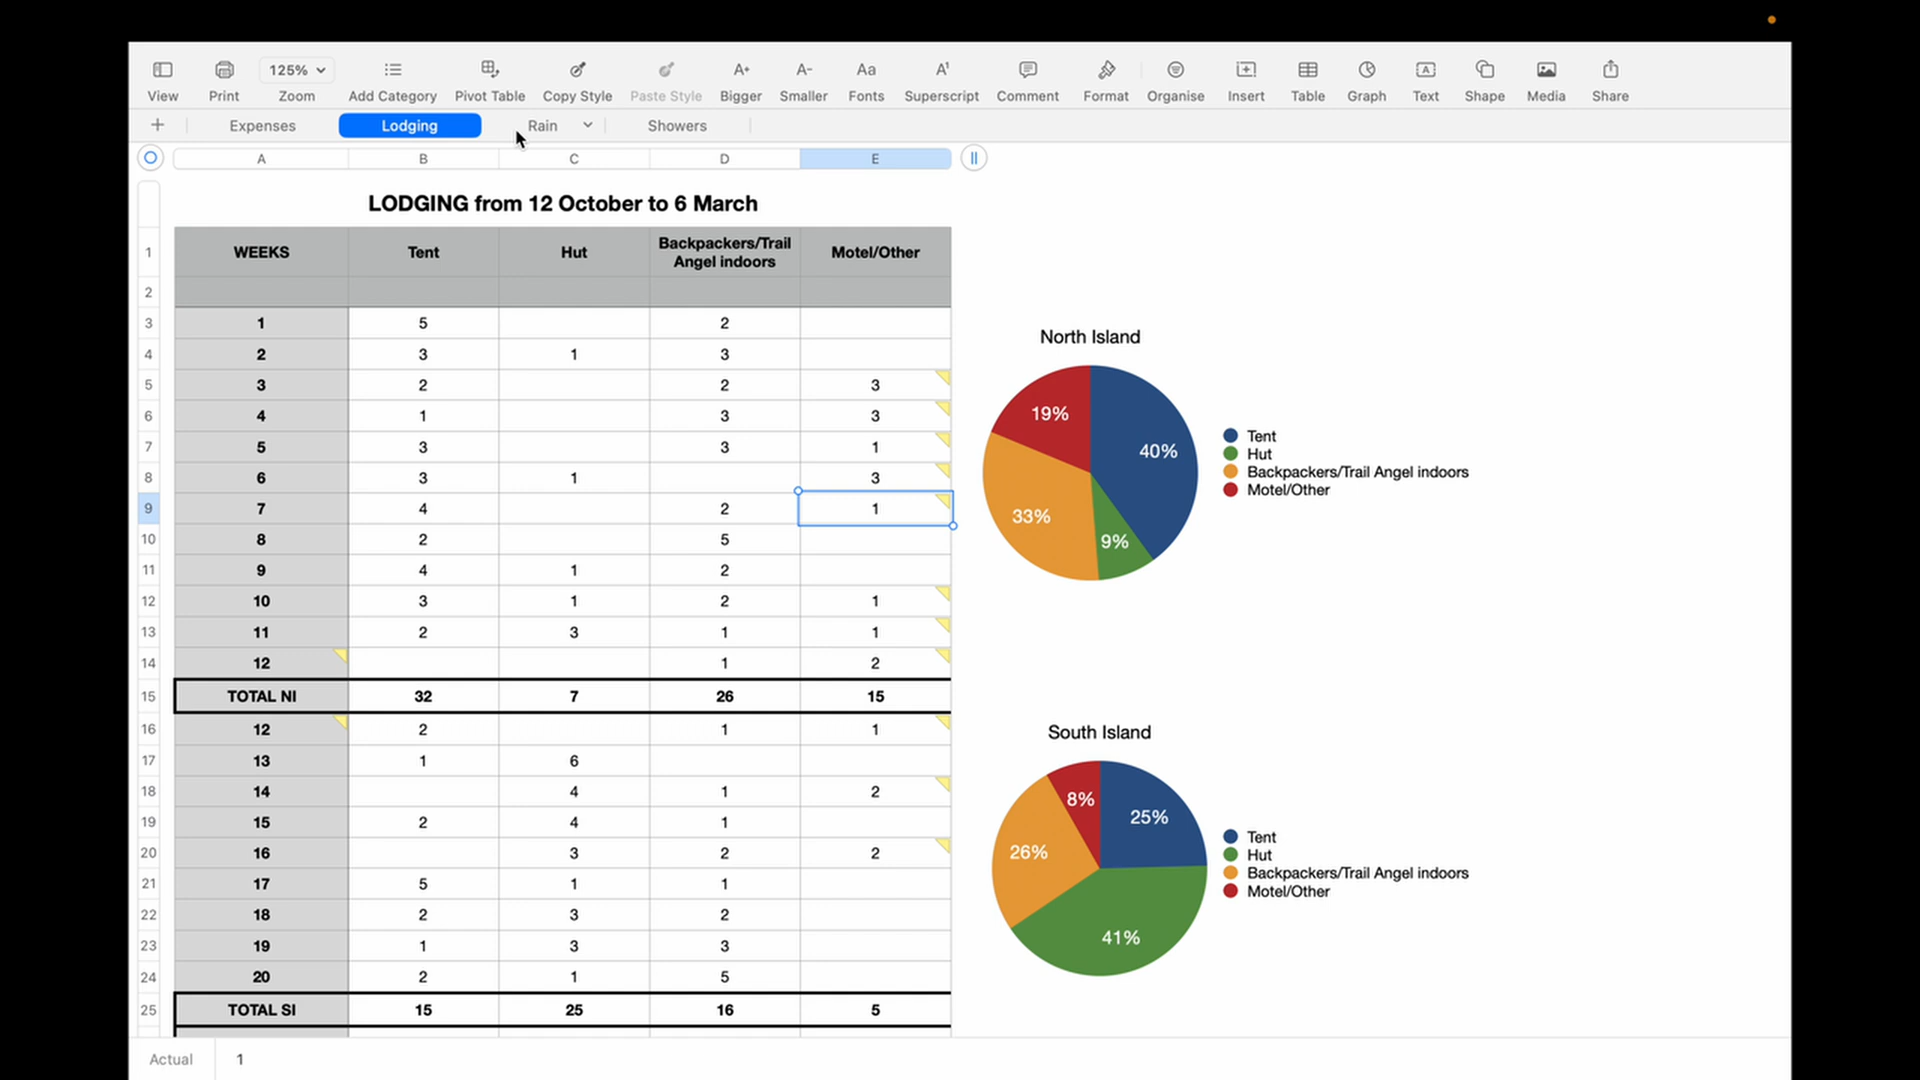 View Print 125% Zoom Add Category Pivot Table Copy Style Paste Style Bigger Smaller Fonts Superscript Comment Format Organise Insert Table Graph Text Shape Media Share
Expenses Lodging Rain Showers
A B C D E
LODGING from 12 October to 6 March
1 WEEKS Tent Hut Backpackers/Trail Angel indoors Motel/Other
2
3 1 5 2
4 2 3 1 3
5 3 2 2 3
6 4 1 3 3
7 5 3 3 1
8 6 3 1 3
9 7 4 2 1
10 8 2 5
11 9 4 1 2
12 10 3 1 2 1
13 11 2 3 1 1
14 12 1 2
15 TOTAL NI 32 7 26 15
16 12 2 1 1
17 13 1 6
18 14 4 1 2
19 15 2 4 1
20 16 3 2 2
21 17 5 1 1
22 18 2 3 2
23 19 1 3 3
24 20 2 1 5
25 TOTAL SI 15 25 16 5
North Island
19%
40%
33%
9%
Tent
Hut
Backpackers/Trail Angel indoors
Motel/Other
South Island
8%
25%
26%
41%
Tent
Hut
Backpackers/Trail Angel indoors
Motel/Other
Actual 1